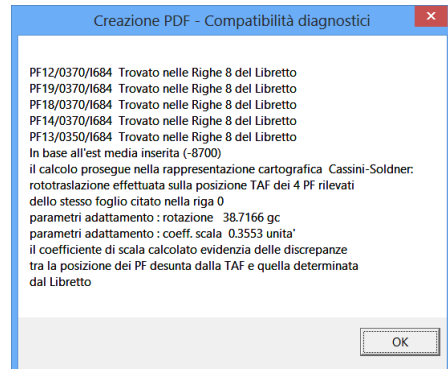 Creazione PDF - Compatibilità diagnostici
PF12/0370/I684 Trovato nelle Righe 8 del Libretto
PF19/0370/I684 Trovato nelle Righe 8 del Libretto
PF18/0370/I684 Trovato nelle Righe 8 del Libretto
PF14/0370/I684 Trovato nelle Righe 8 del Libretto
PF13/0350/I684 Trovato nelle Righe 8 del Libretto
In base all'est media inserita (-8700)
il calcolo prosegue nella rappresentazione cartografica Cassini-Soldner:
rototraslazione effettuata sulla posizione TAF dei 4 PF rilevati
dello stesso foglio citato nella riga 0
parametri adattamento : rotazione 38.7166 gc
parametri adattamento : coeff. scala 0.3553 unita'
il coefficiente di scala calcolato evidenzia delle discrepanze
tra la posizione dei PF desunta dalla TAF e quella determinata
dal Libretto
OK